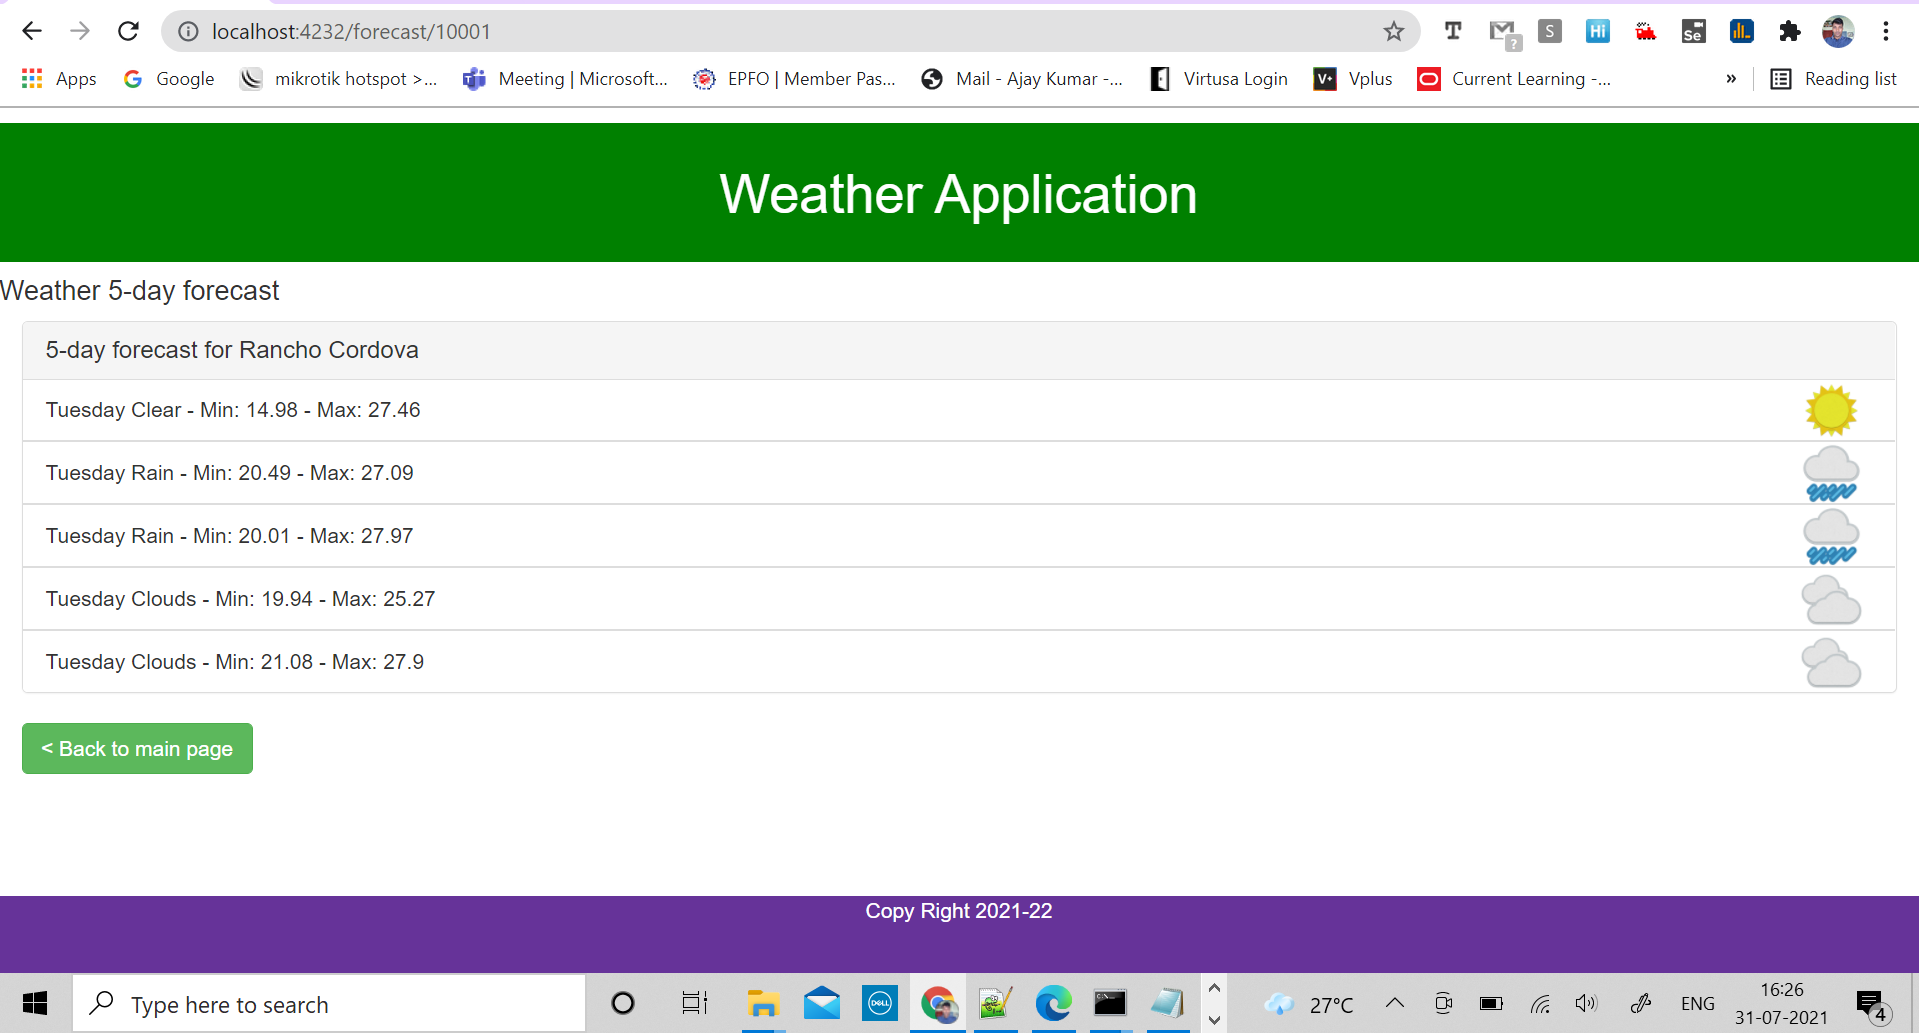 localhost:4232/forecast/10001
T ? S Hi Se
Apps Google mikrotik hotspot >... Meeting | Microsoft... EPFO | Member Pas... Mail - Ajay Kumar -... V+ Virtusa Login Vplus Current Learning -... » Reading list
Weather Application
Weather 5-day forecast
5-day forecast for Rancho Cordova
Tuesday Clear - Min: 14.98 - Max: 27.46
Tuesday Rain - Min: 20.49 - Max: 27.09
Tuesday Rain - Min: 20.01 - Max: 27.97
Tuesday Clouds - Min: 19.94 - Max: 25.27
Tuesday Clouds - Min: 21.08 - Max: 27.9
< Back to main page
Copy Right 2021-22
Type here to search
DELL
27°C
ENG
16:26
31-07-2021
4